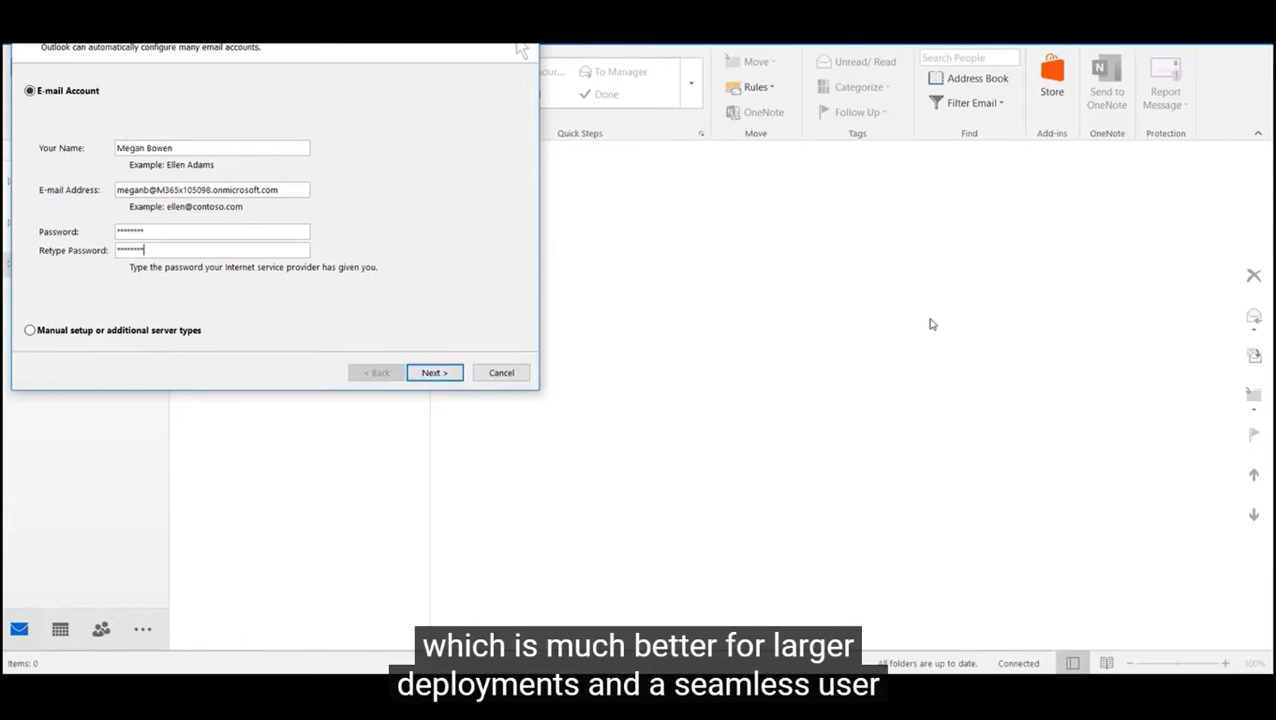 Outlook can automatically configure many email accounts.
E-mail Account
Your Name: Megan Bowen
Example: Ellen Adams
E-mail Address: meganb@M365x105098.onmicrosoft.com
Example: ellen@contoso.com
Password: ********
Retype Password: ********
Type the password your Internet service provider has given you.
Manual setup or additional server types
< Back Next > Cancel
our... To Manager
Done
Quick Steps
Move
Rules
OneNote
Move
Unread/ Read
Categorize
Follow Up
Tags
Search People
Address Book
Filter Email
Find
Store
Add-ins
Send to
OneNote
OneNote
Report
Message
Protection
which is much better for larger
deployments and a seamless user
Items: 0
All folders are up to date. Connected 100%